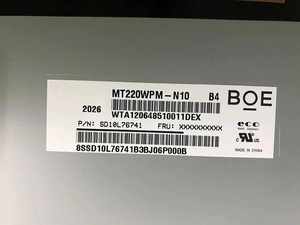 MT220WPM-N10 B4
BOE
2026
WTA120648510011DEX
eco
P/N: SD10L76741 FRU: XXXXXXXXXX
MADE IN CHINA
8SSD10L76741B3BJ06P000B